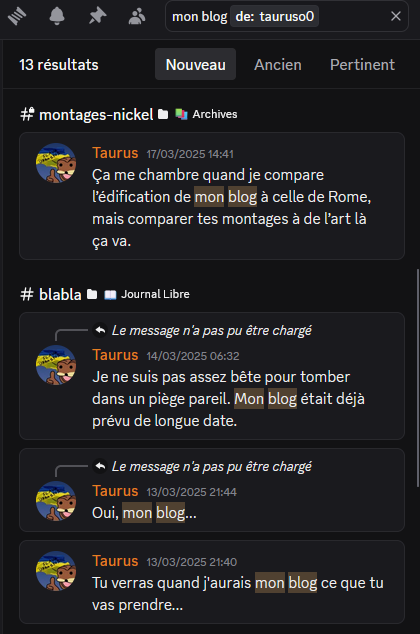 mon blog de: tauruso0
13 résultats
Nouveau
Ancien
Pertinent
montages-nickel Archives
Taurus 17/03/2025 14:41
Ça me chambre quand je compare
l'édification de mon blog à celle de Rome,
mais comparer tes montages à de l'art là
ça va.
blabla Journal Libre
Le message n'a pas pu être chargé
Taurus 14/03/2025 06:32
Je ne suis pas assez bête pour tomber
dans un piège pareil. Mon blog était déjà
prévu de longue date.
Le message n'a pas pu être chargé
Taurus 13/03/2025 21:44
Oui, mon blog...
Taurus 13/03/2025 21:40
Tu verras quand j'aurais mon blog ce que tu
vas prendre...